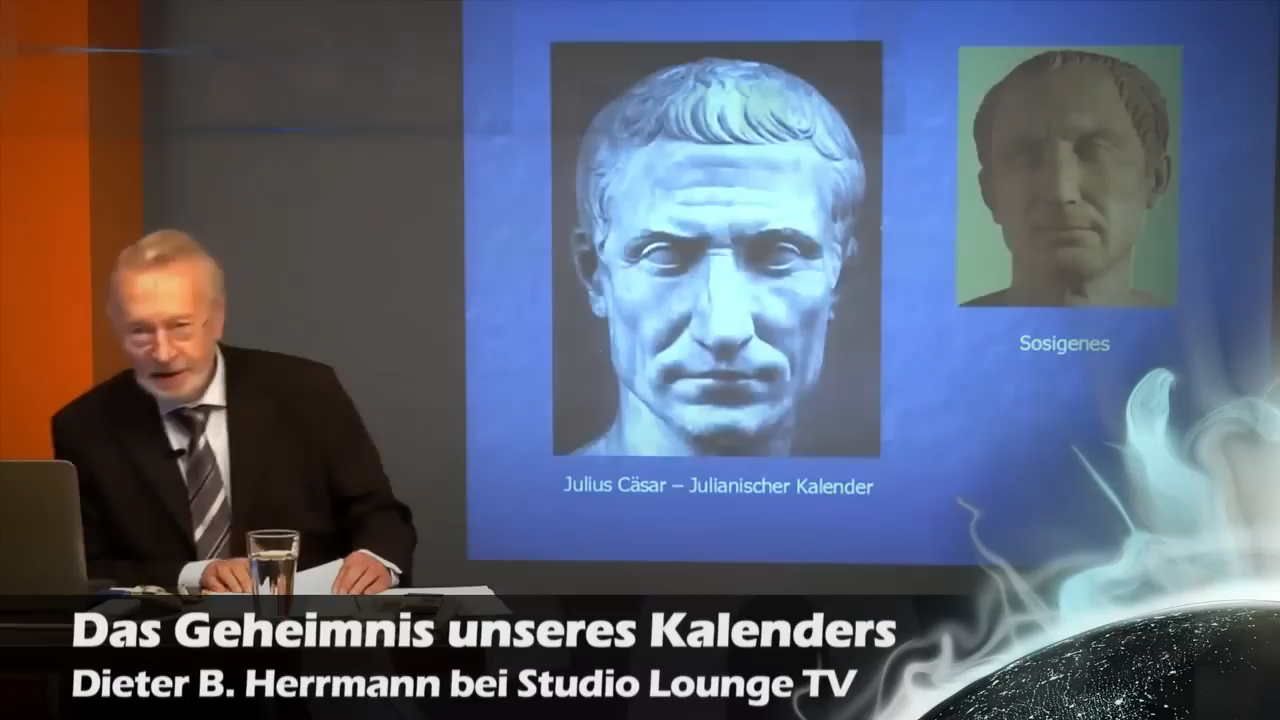 Sosigenes
Julius Cäsar – Julianischer Kalender
Das Geheimnis unseres Kalenders
Dieter B. Herrmann bei Studio Lounge TV